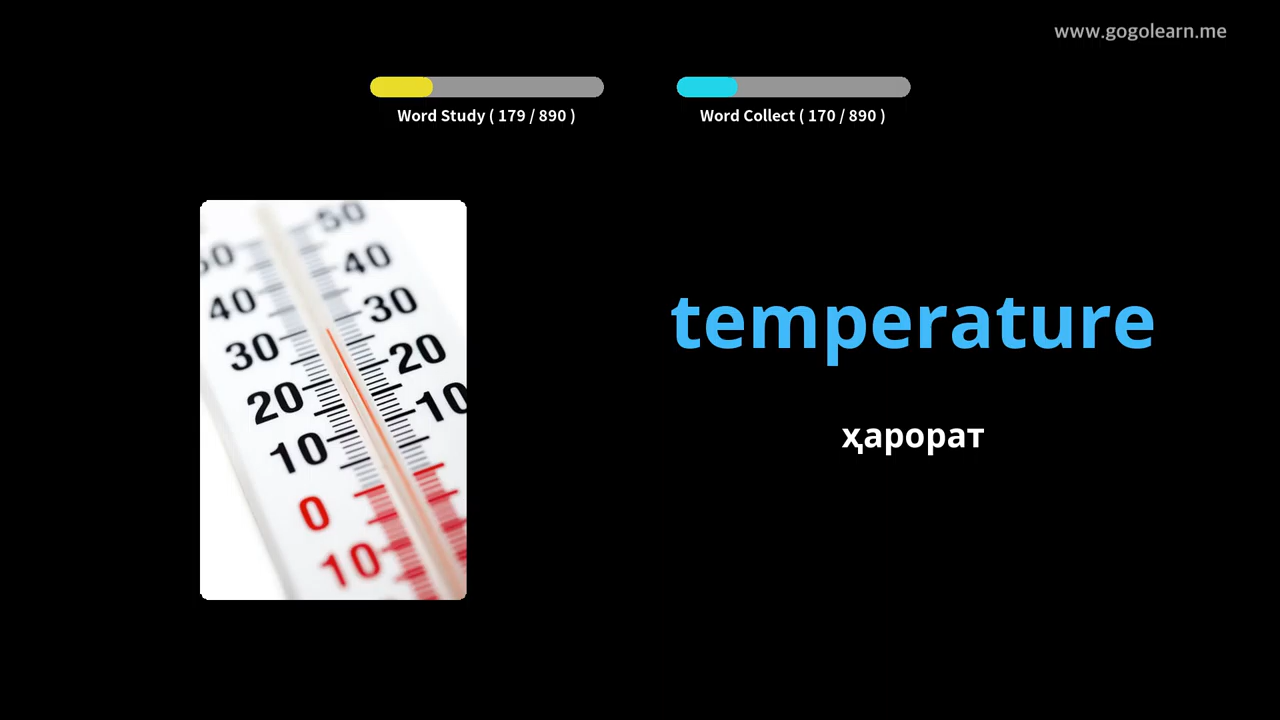 www.gogolearn.me
Word Study ( 179 / 890 )
Word Collect ( 170 / 890 )
50
50
40
40
30
30
20
20
10
10
0
10
temperature
ҳарорат